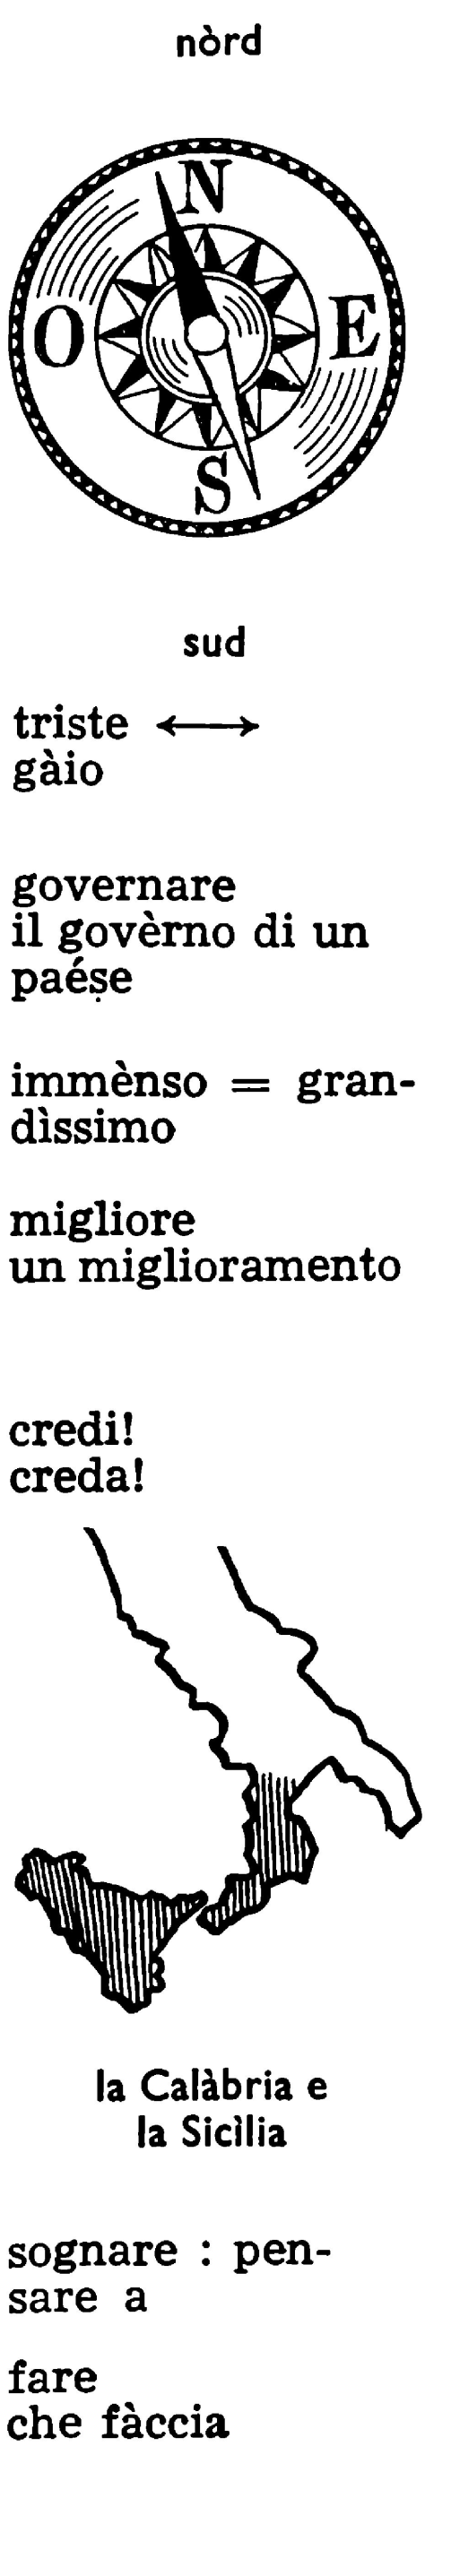 nòrd
N
O E
S
sud
triste ⟷
gàio
governare
il govèrno di un
paéṣe
immènso = gran-
dìssimo
migliore
un miglioramento
credi!
creda!
la Calàbria e
la Sicìlia
sognare : pen-
sare a
fare
che fàccia